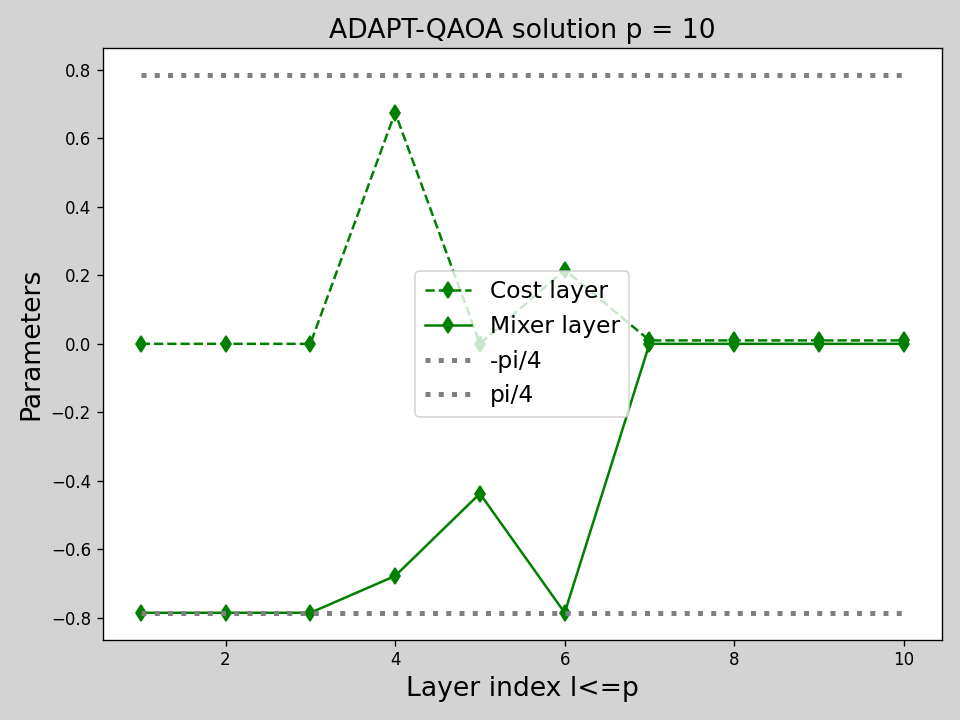 ADAPT-QAOA solution p = 10
Parameters
0.8
0.6
0.4
0.2
0.0
−0.2
−0.4
−0.6
−0.8
Cost layer
Mixer layer
-pi/4
pi/4
2
4
6
8
10
Layer index l<=p